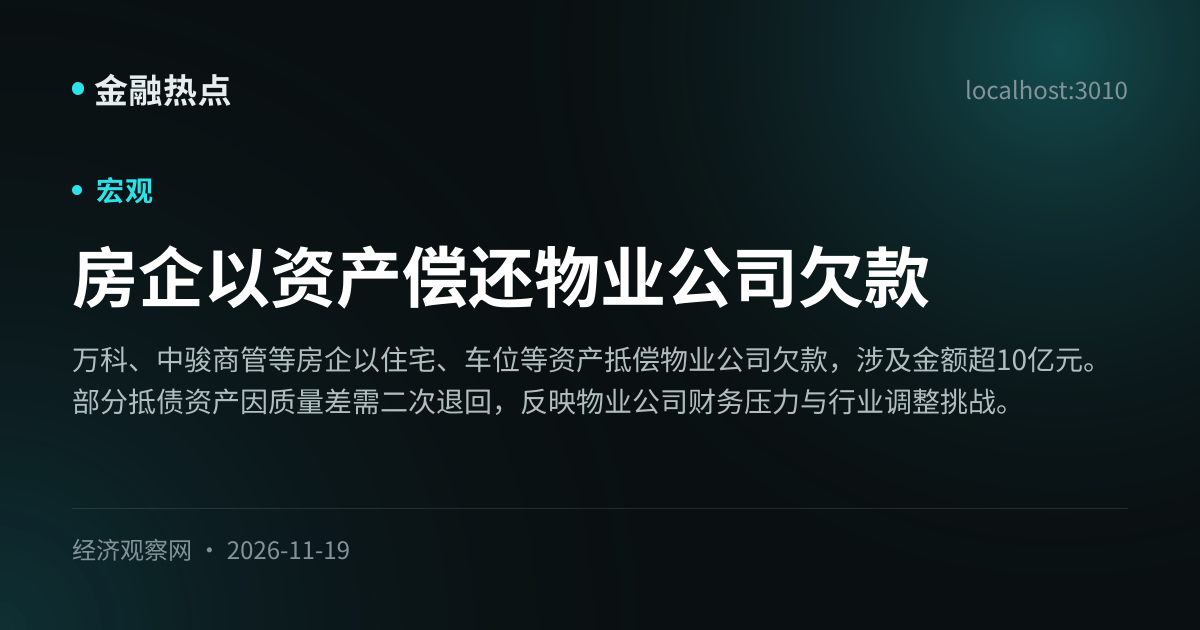 金融热点
localhost:3010
宏观
房企以资产偿还物业公司欠款
万科、中骏商管等房企以住宅、车位等资产抵偿物业公司欠款，涉及金额超10亿元。
部分抵债资产因质量差需二次退回，反映物业公司财务压力与行业调整挑战。
经济观察网 · 2026-11-19